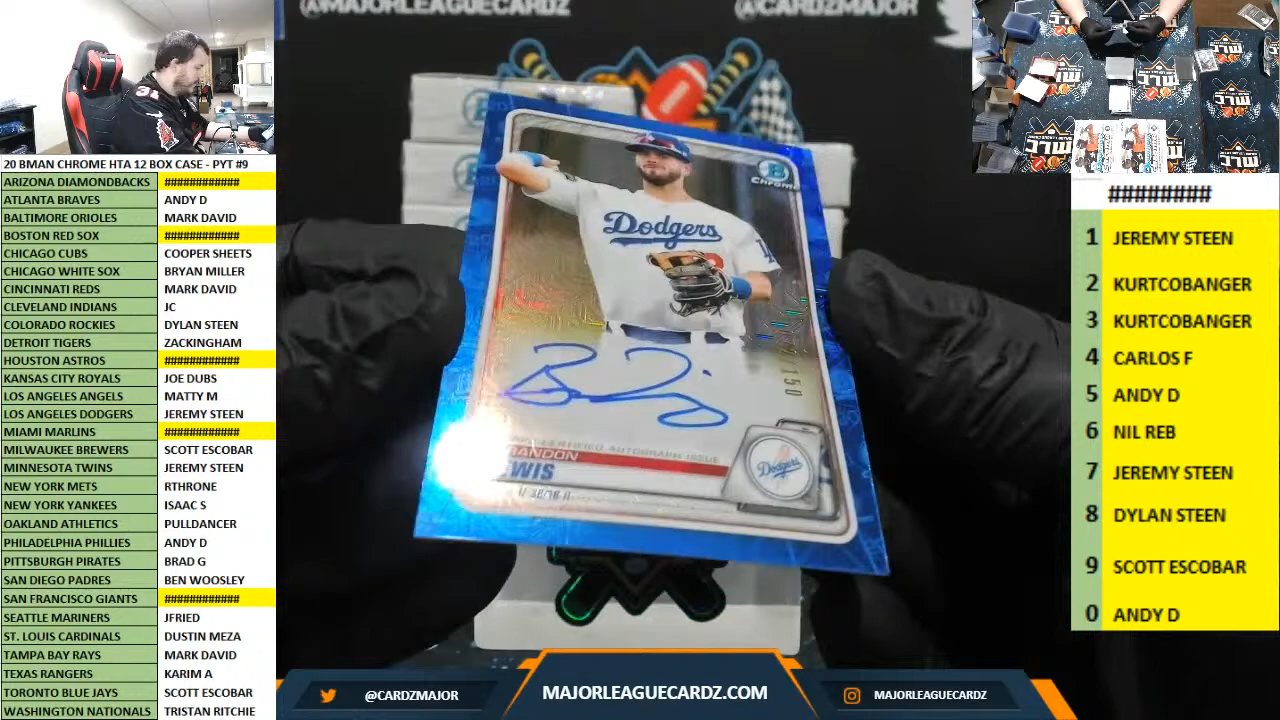 @MAJORLEAGUECARDZ
@CARDZMAJOR
20 BMAN CHROME HTA 12 BOX CASE - PYT #9
ARIZONA DIAMONDBACKS ############
ATLANTA BRAVES ANDY D
BALTIMORE ORIOLES MARK DAVID
BOSTON RED SOX ############
CHICAGO CUBS COOPER SHEETS
CHICAGO WHITE SOX BRYAN MILLER
CINCINNATI REDS MARK DAVID
CLEVELAND INDIANS JC
COLORADO ROCKIES DYLAN STEEN
DETROIT TIGERS ZACKINGHAM
HOUSTON ASTROS ############
KANSAS CITY ROYALS JOE DUBS
LOS ANGELES ANGELS MATTY M
LOS ANGELES DODGERS JEREMY STEEN
MIAMI MARLINS ############
MILWAUKEE BREWERS SCOTT ESCOBAR
MINNESOTA TWINS JEREMY STEEN
NEW YORK METS RTHRONE
NEW YORK YANKEES ISAAC S
OAKLAND ATHLETICS PULLDANCER
PHILADELPHIA PHILLIES ANDY D
PITTSBURGH PIRATES BRAD G
SAN DIEGO PADRES BEN WOOSLEY
SAN FRANCISCO GIANTS ############
SEATTLE MARINERS JFRIED
ST. LOUIS CARDINALS DUSTIN MEZA
TAMPA BAY RAYS MARK DAVID
TEXAS RANGERS KARIM A
TORONTO BLUE JAYS SCOTT ESCOBAR
WASHINGTON NATIONALS TRISTAN RITCHIE
Chrome
Dodgers
LA
150
CERTIFIED AUTOGRAPH ISSUE
RANDON
WIS
Dodgers
########
1 JEREMY STEEN
2 KURTCOBANGER
3 KURTCOBANGER
4 CARLOS F
5 ANDY D
6 NIL REB
7 JEREMY STEEN
8 DYLAN STEEN
9 SCOTT ESCOBAR
0 ANDY D
@CARDZMAJOR
MAJORLEAGUECARDZ.COM
MAJORLEAGUECARDZ